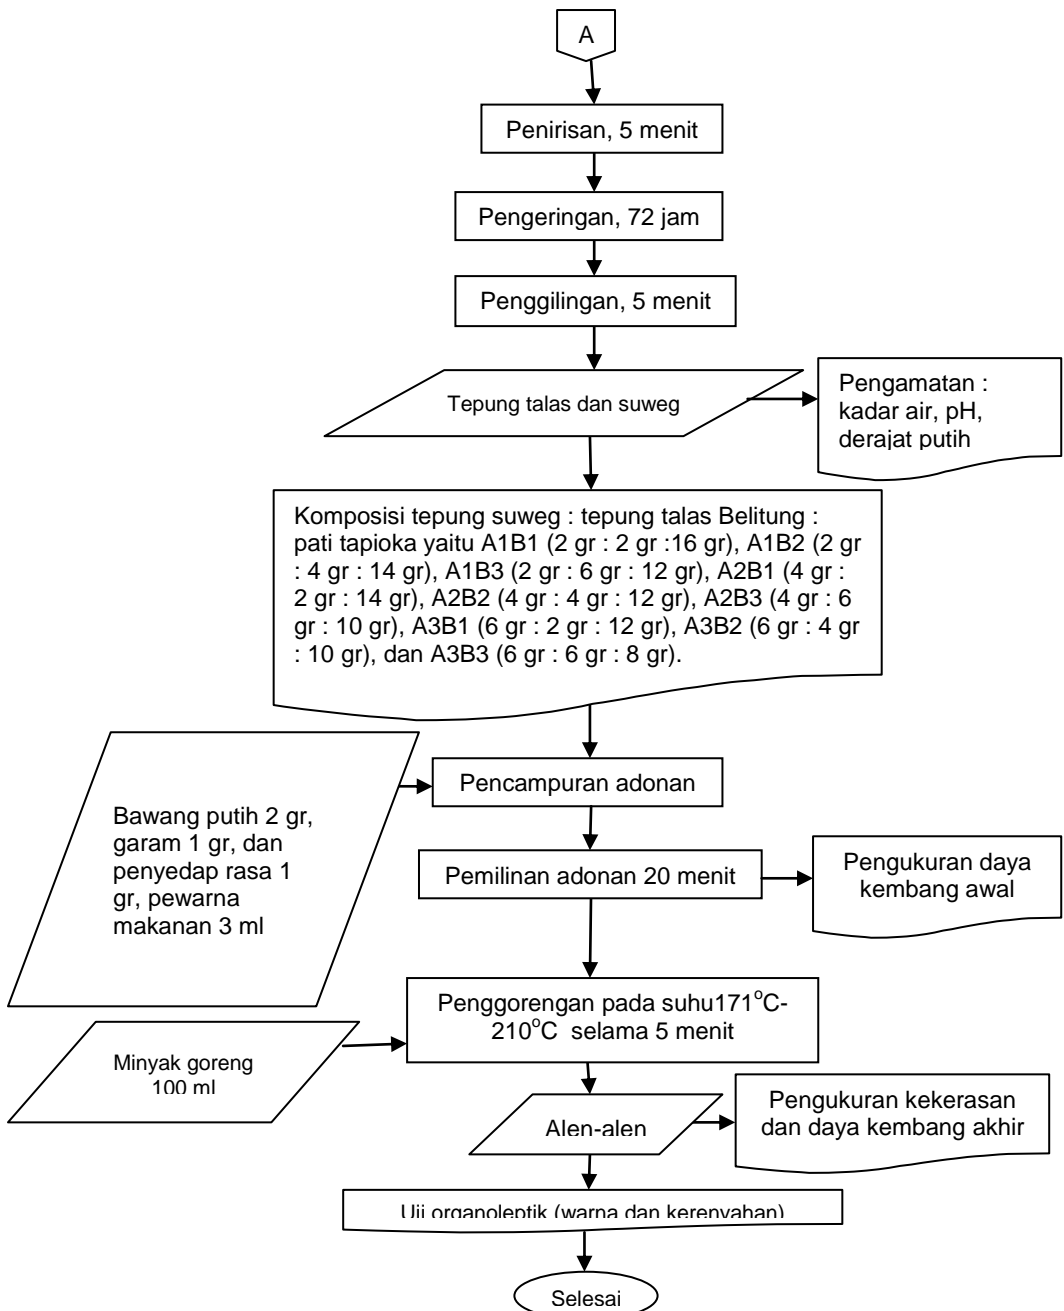 A
Penirisan, 5 menit
Pengeringan, 72 jam
Penggilingan, 5 menit
Tepung talas dan suweg
Pengamatan :
kadar air, pH,
derajat putih
Komposisi tepung suweg : tepung talas Belitung :
pati tapioka yaitu A1B1 (2 gr : 2 gr :16 gr), A1B2 (2 gr
: 4 gr : 14 gr), A1B3 (2 gr : 6 gr : 12 gr), A2B1 (4 gr :
2 gr : 14 gr), A2B2 (4 gr : 4 gr : 12 gr), A2B3 (4 gr : 6
gr : 10 gr), A3B1 (6 gr : 2 gr : 12 gr), A3B2 (6 gr : 4 gr
: 10 gr), dan A3B3 (6 gr : 6 gr : 8 gr).
Pencampuran adonan
Bawang putih 2 gr,
garam 1 gr, dan
penyedap rasa 1
gr, pewarna
makanan 3 ml
Pemilinan adonan 20 menit
Pengukuran daya
kembang awal
Penggorengan pada suhu171°C-
210°C selama 5 menit
Minyak goreng
100 ml
Alen-alen
Pengukuran kekerasan
dan daya kembang akhir
Uji organoleptik (warna dan kerenyahan)
Selesai